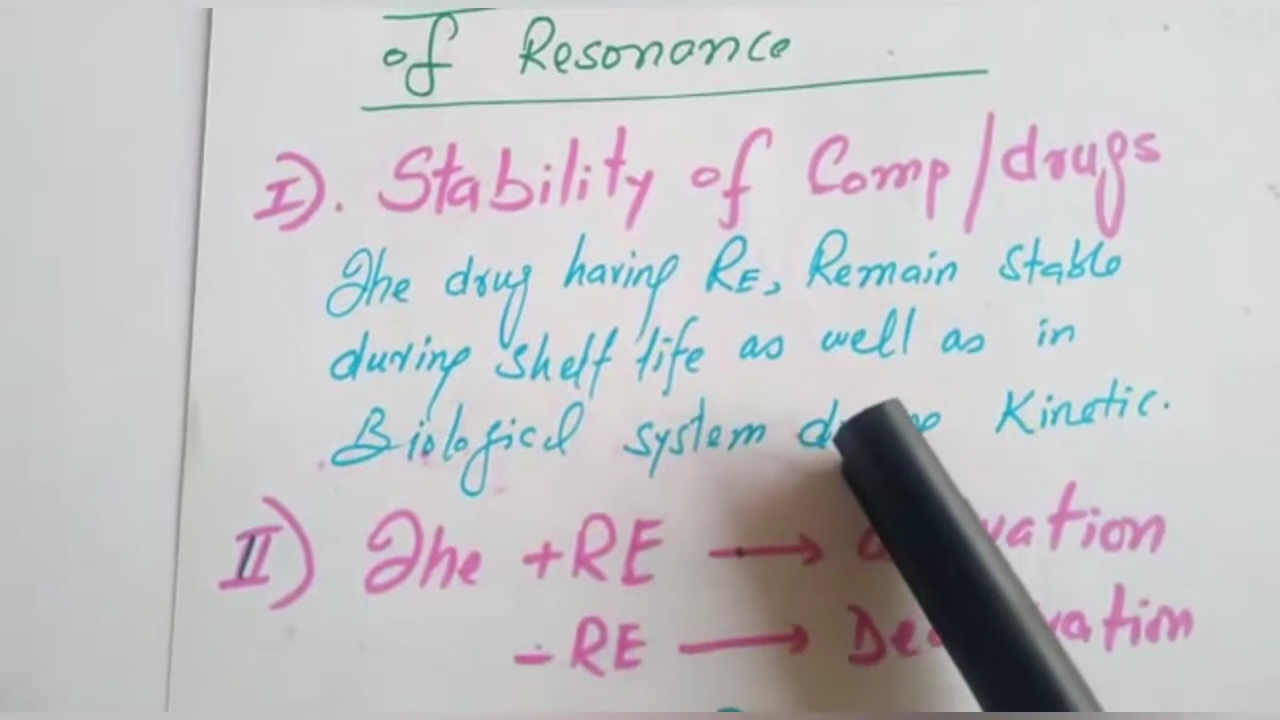 of Resonance
I). Stability of Comp/drugs
The drug having RE, Remain stable
during shelf life as well as in
Biological system Kinetic.
II) The +RE →
- RE →